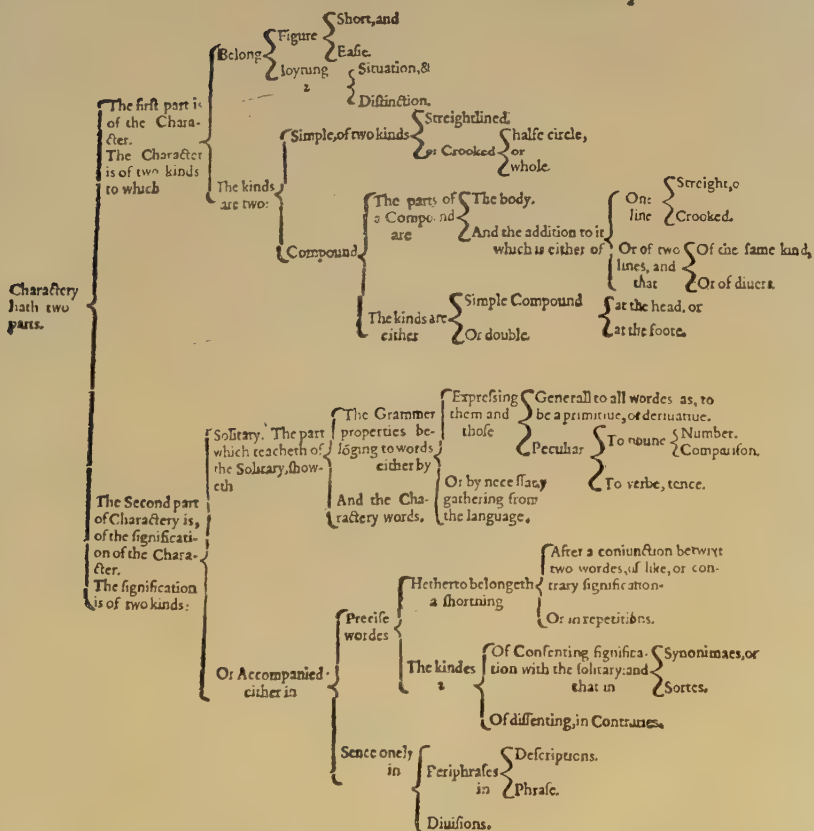 Charactery
hath two
parts.
The first part is
of the Chara-
cter.
The Character
is of two kinds
to which
Belong
Figure
Short, and
Easie.
Ioyning
2
Situation, &
Distinction.
The kinds
are two:
Simple, of two kinds
Streightlined,
or Crooked
halfe circle,
or
whole.
Compound
The parts of
a Compound
are
The body.
And the addition to it
which is either of
One
line
Streight, o
Crooked.
Or of two
lines, and
that
Of the same kind,
Or of diuers.
The kinds are
either
Simple Compound
at the head, or
at the foote.
Or double.
The Second part
of Charactery is,
of the significati-
on of the Chara-
cter.
The signification
is of two kinds:
Solitary. The part
which teacheth of
the Solitary, show-
eth
The Grammer
properties be-
lõging to words
either by
Expressing
them and
those
Generall to all wordes as, to
be a primitiue, or deriuatiue.
Peculiar
To noune
Number.
Comparison.
To verbe, tence.
Or by necessary
gathering from
the language.
And the Cha-
ractery words.
Or Accompanied
either in
Precise
wordes
Hetherto belongeth
a shortning
After a coniunction betwixt
two wordes, of like, or con-
trary signification-
Or in repetitiõs.
The kindes
2
Of Consenting significa-
tion with the solitary: and
that in
Synonimaes, or
Sortes.
Of dissenting, in Contraries.
Sence onely
in
Periphrases
in
Descriptions.
Phrase.
Diuisions.